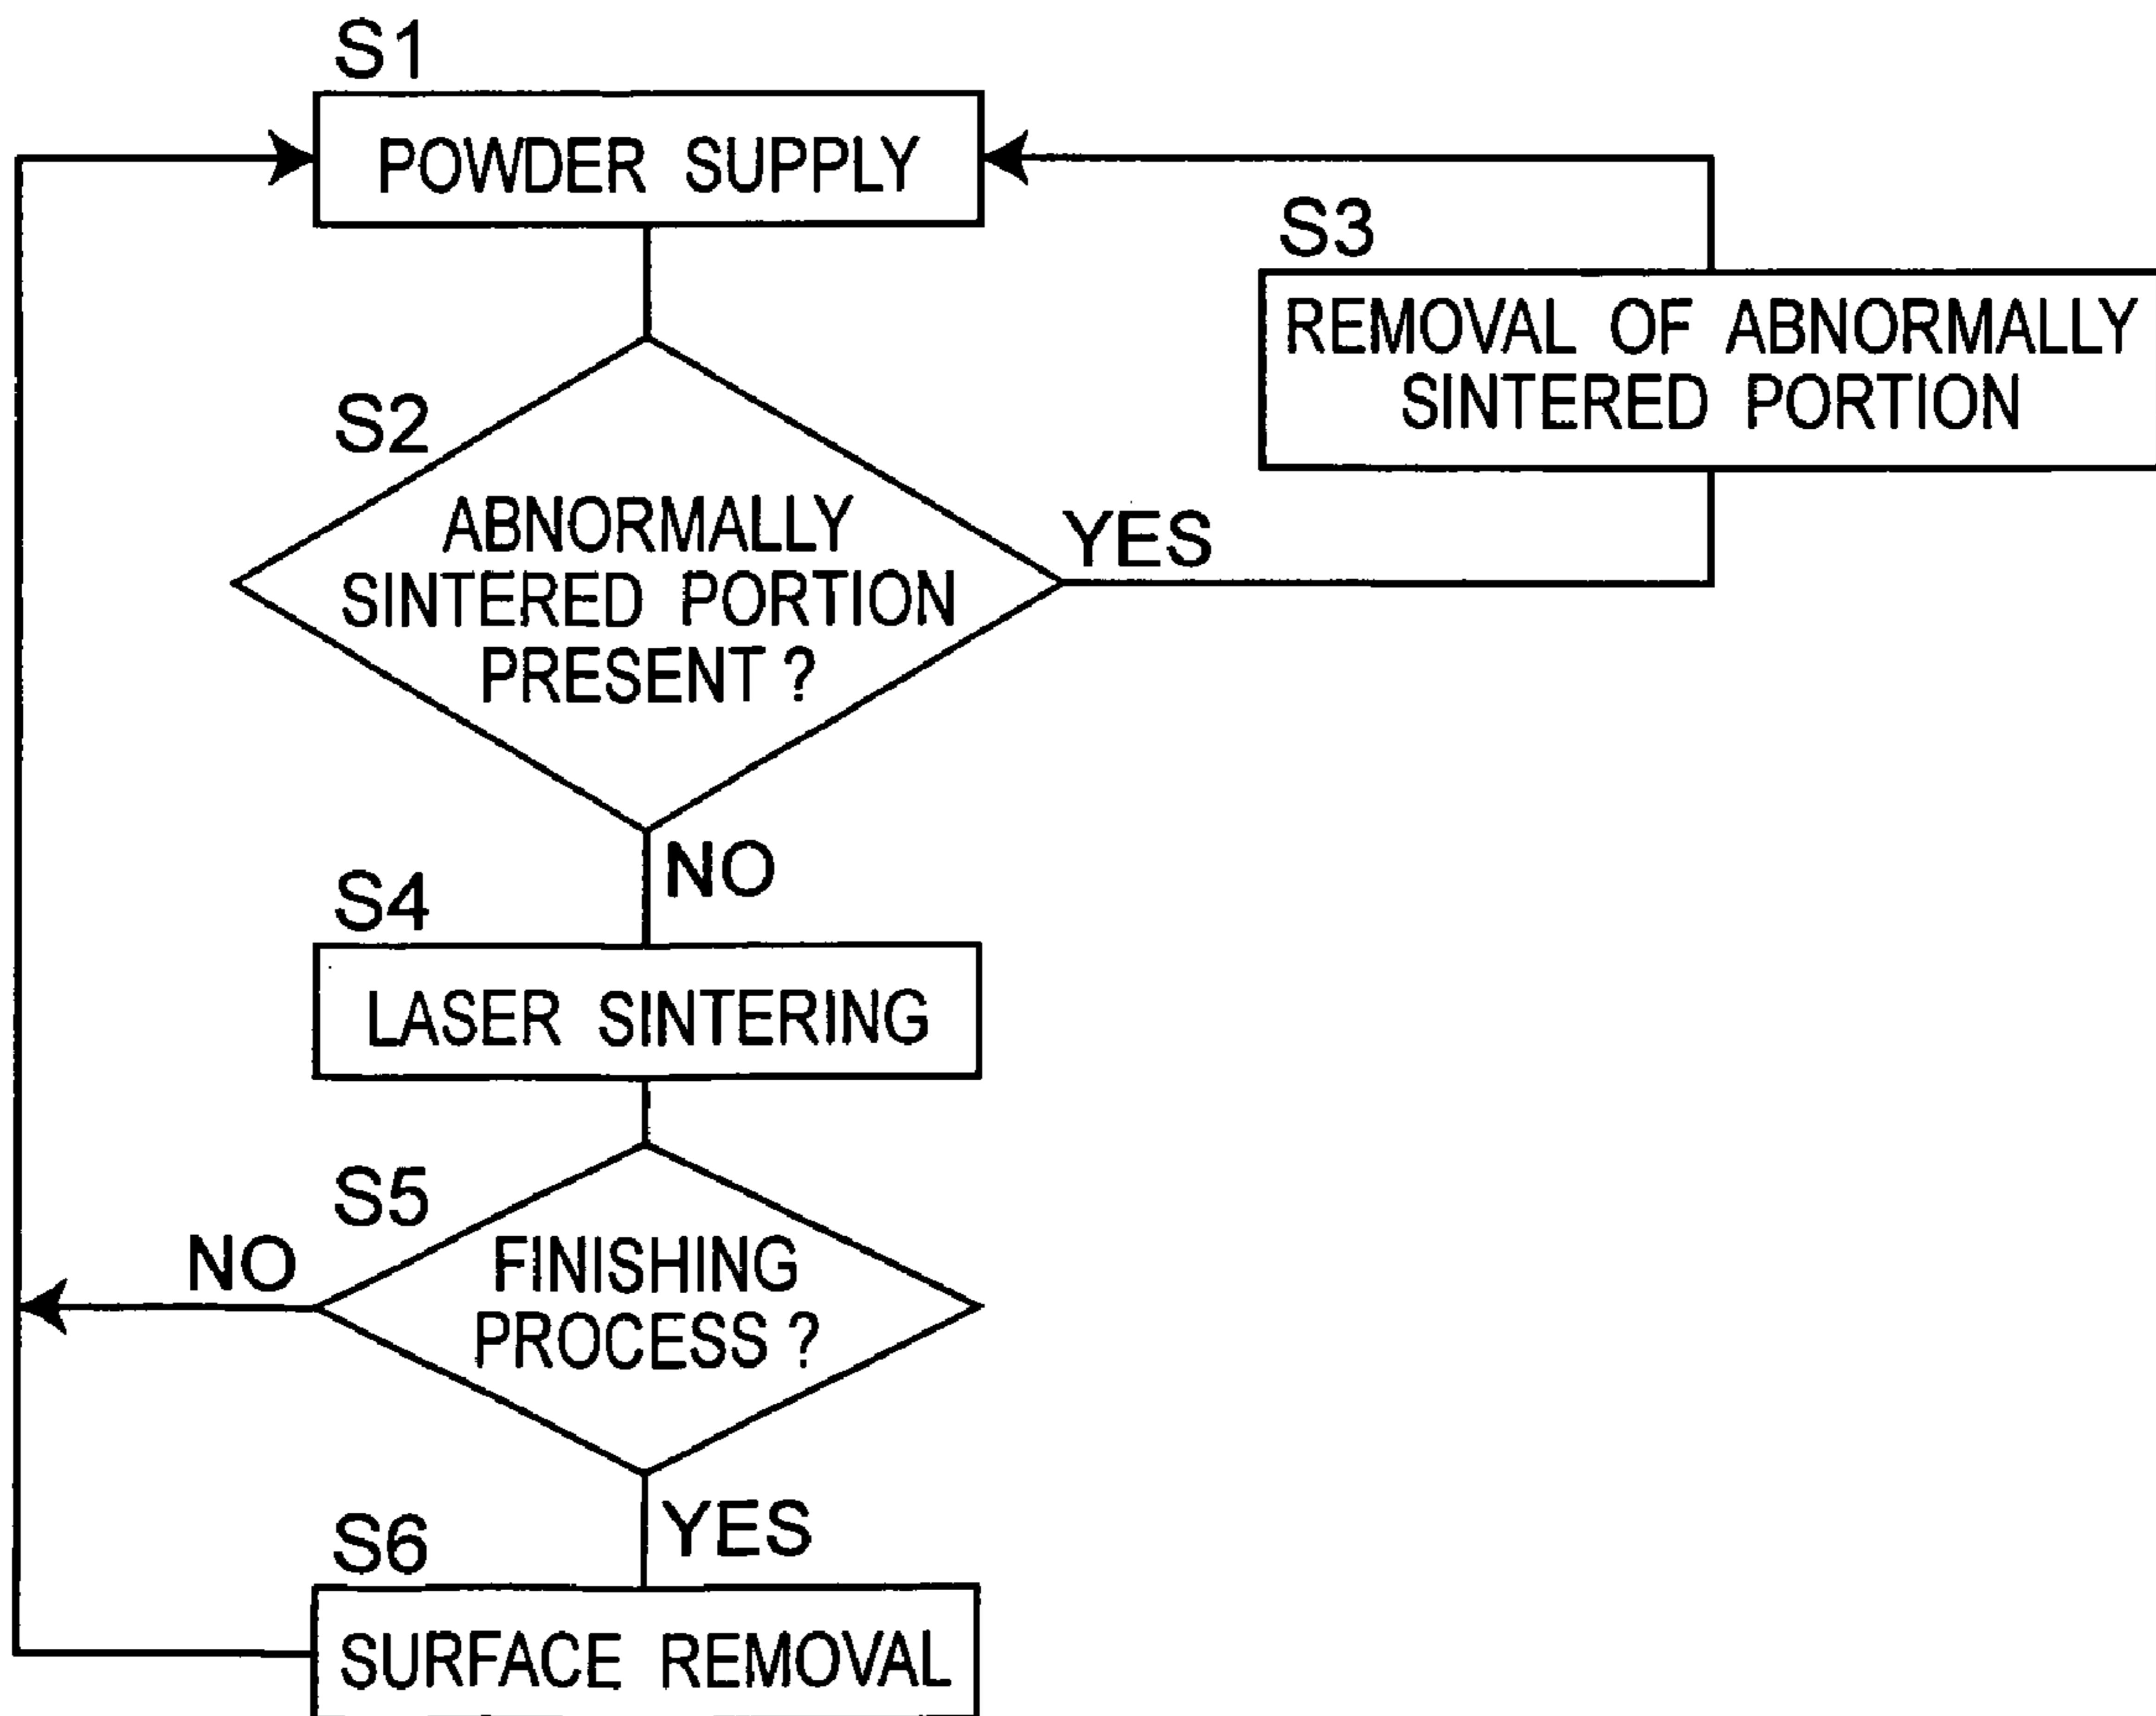 S1
POWDER SUPPLY
S3
REMOVAL OF ABNORMALLY
SINTERED PORTION
S2
ABNORMALLY
SINTERED PORTION
PRESENT ?
YES
NO
S4
LASER SINTERING
S5
FINISHING
PROCESS ?
NO
YES
S6
SURFACE REMOVAL